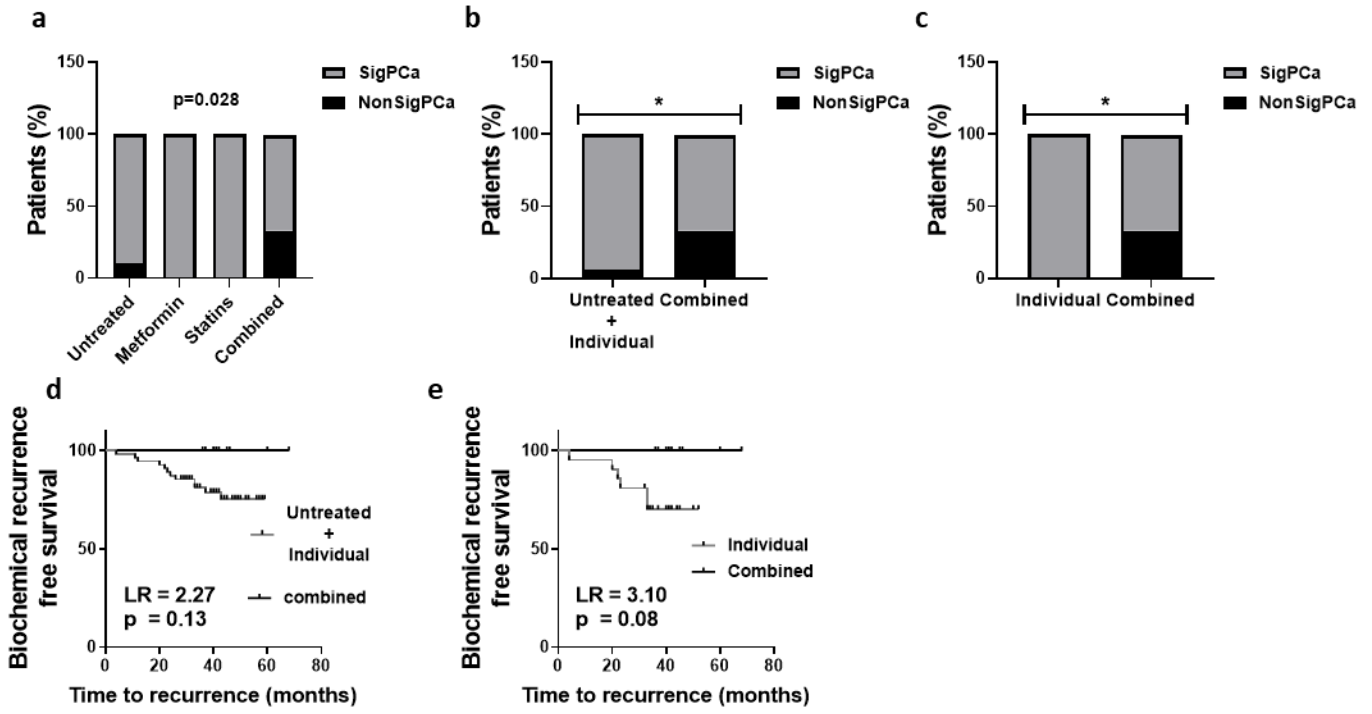 a
150
100
50
0
Patients (%)
p=0.028
SigPCa
NonSigPCa
Untreated
Metformin
Statins
Combined
b
150
100
50
0
Patients (%)
*
SigPCa
NonSigPCa
Untreated Combined
+
Individual
c
150
100
50
0
Patients (%)
*
SigPCa
NonSigPCa
Individual Combined
d
Biochemical recurrence
free survival
100
50
0
Untreated
+
Individual
combined
LR = 2.27
p = 0.13
0 20 40 60 80
Time to recurrence (months)
e
Biochemical recurrence
free survival
100
50
0
Individual
Combined
LR = 3.10
p = 0.08
0 20 40 60 80
Time to recurrence (months)